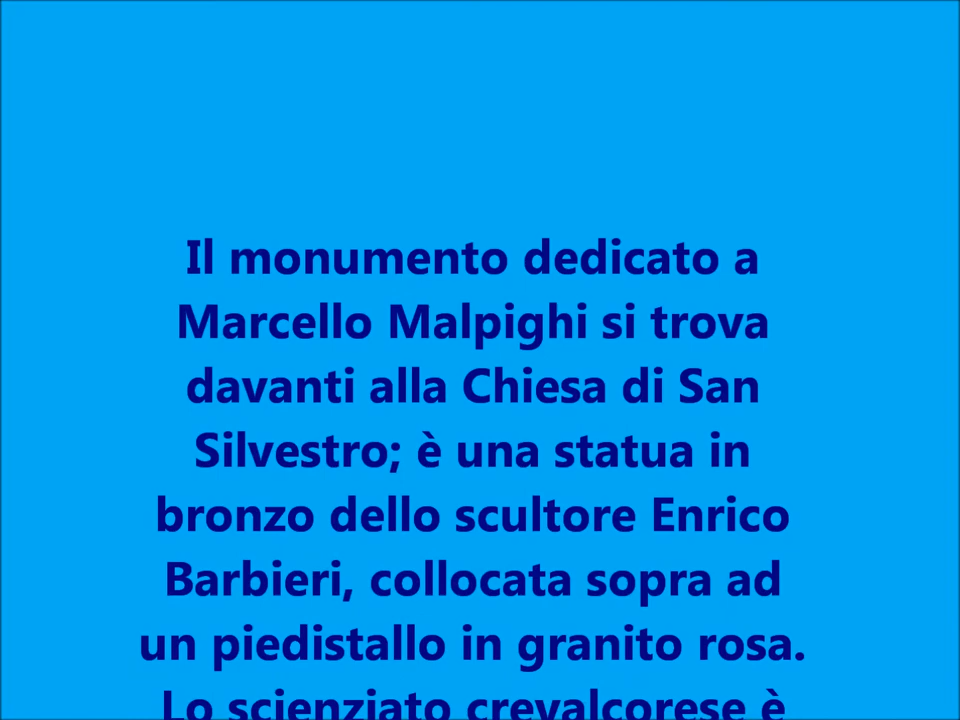 Il monumento dedicato a
Marcello Malpighi si trova
davanti alla Chiesa di San
Silvestro; è una statua in
bronzo dello scultore Enrico
Barbieri, collocata sopra ad
un piedistallo in granito rosa.
Lo scienziato crevalcorese è